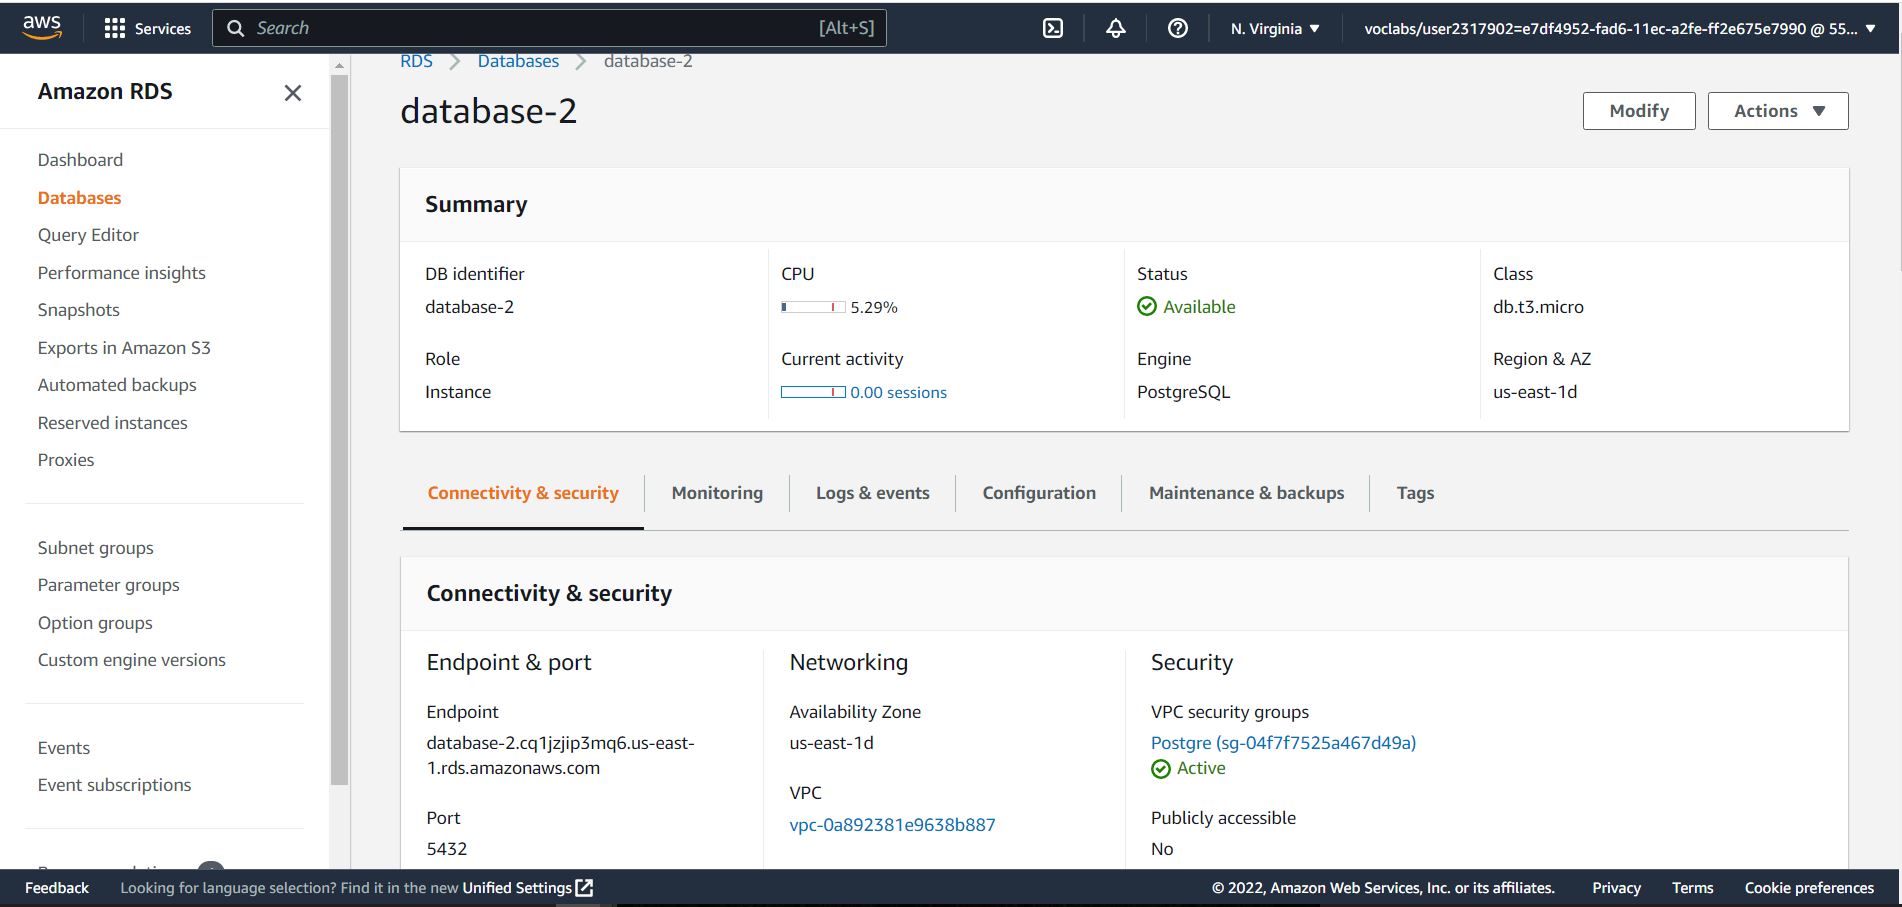 aws
Services
Search
[Alt+S]
N. Virginia
voclabs/user2317902=e7df4952-fad6-11ec-a2fe-ff2e675e7990 @ 55...
Amazon RDS
Dashboard
Databases
Query Editor
Performance insights
Snapshots
Exports in Amazon S3
Automated backups
Reserved instances
Proxies
Subnet groups
Parameter groups
Option groups
Custom engine versions
Events
Event subscriptions
RDS > Databases > database-2
database-2
Modify
Actions
Summary
DB identifier
database-2
CPU
5.29%
Status
Available
Class
db.t3.micro
Role
Instance
Current activity
0.00 sessions
Engine
PostgreSQL
Region & AZ
us-east-1d
Connectivity & security
Monitoring
Logs & events
Configuration
Maintenance & backups
Tags
Connectivity & security
Endpoint & port
Endpoint
database-2.cq1jzjip3mq6.us-east-
1.rds.amazonaws.com
Port
5432
Networking
Availability Zone
us-east-1d
VPC
vpc-0a892381e9638b887
Security
VPC security groups
Postgre (sg-04f7f7525a467d49a)
Active
Publicly accessible
No
Feedback
Looking for language selection? Find it in the new Unified Settings
© 2022, Amazon Web Services, Inc. or its affiliates.
Privacy
Terms
Cookie preferences